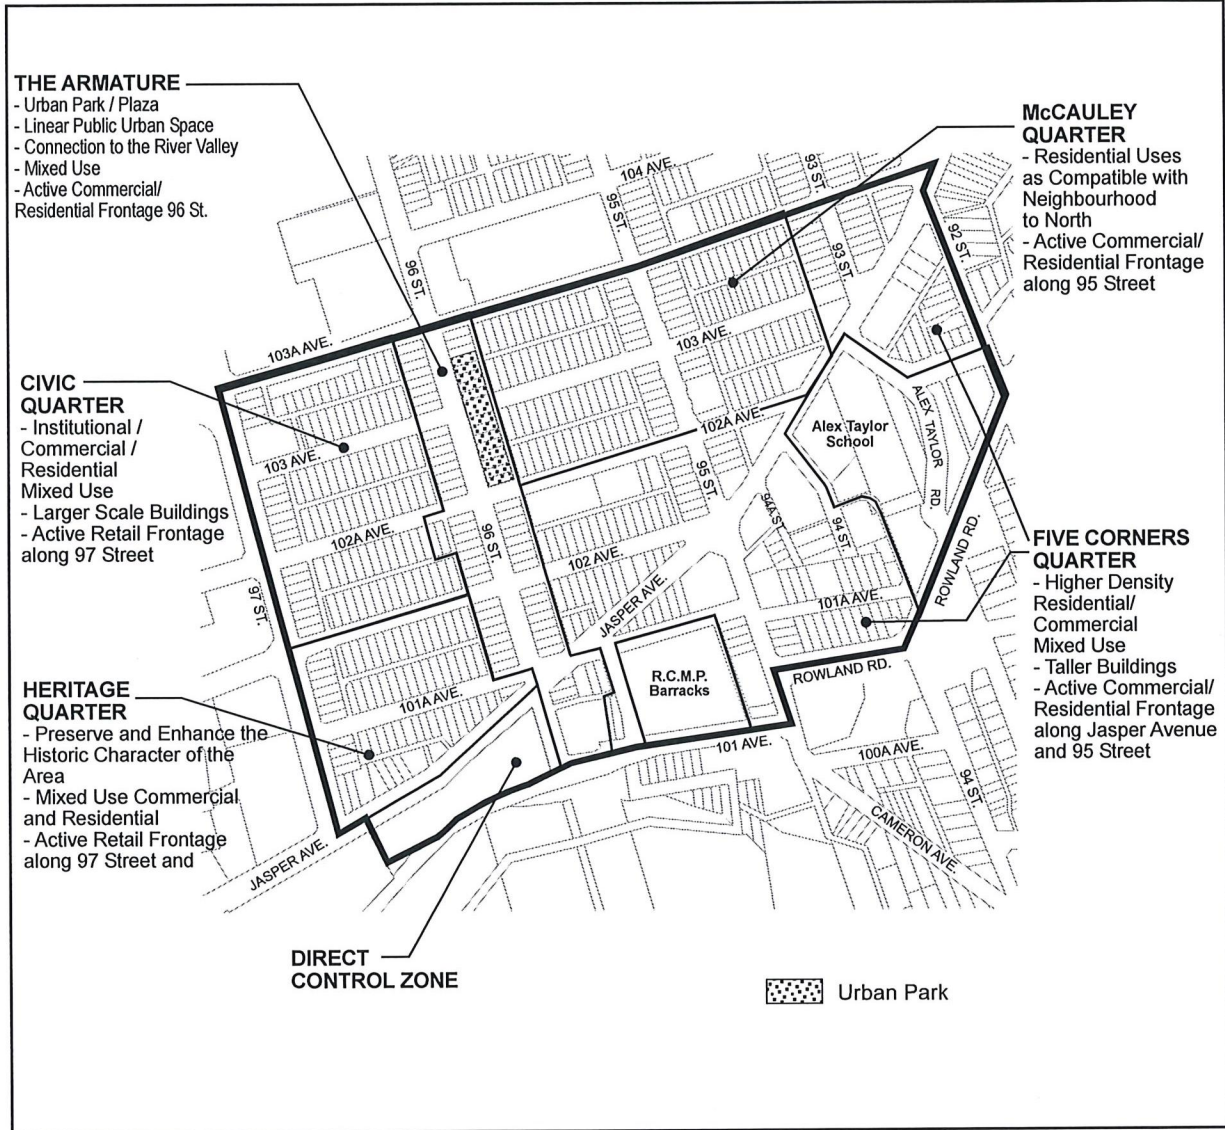 THE ARMATURE
- Urban Park / Plaza
- Linear Public Urban Space
- Connection to the River Valley
- Mixed Use
- Active Commercial/
Residential Frontage 96 St.
McCAULEY
QUARTER
- Residential Uses
as Compatible with
Neighbourhood
to North
- Active Commercial/
Residential Frontage
along 95 Street
CIVIC
QUARTER
- Institutional /
Commercial /
Residential
Mixed Use
- Larger Scale Buildings
- Active Retail Frontage
along 97 Street
HERITAGE
QUARTER
- Preserve and Enhance the
Historic Character of the
Area
- Mixed Use Commercial
and Residential
- Active Retail Frontage
along 97 Street and
FIVE CORNERS
QUARTER
- Higher Density
Residential/
Commercial
Mixed Use
- Taller Buildings
- Active Commercial/
Residential Frontage
along Jasper Avenue
and 95 Street
DIRECT
CONTROL ZONE
104 AVE.
93 ST.
95 ST.
96 ST.
92 ST.
93 ST.
103A AVE.
103 AVE.
103 AVE.
102A AVE.
Alex Taylor
School
ALEX TAYLOR RD.
102A AVE.
95 ST.
94A ST.
94 ST.
96 ST.
102 AVE.
ROWLAND RD.
97 ST.
JASPER AVE.
101A AVE.
R.C.M.P.
Barracks
ROWLAND RD.
101A AVE.
101 AVE.
100A AVE.
94 ST.
CAMERON AVE.
JASPER AVE.
Urban Park